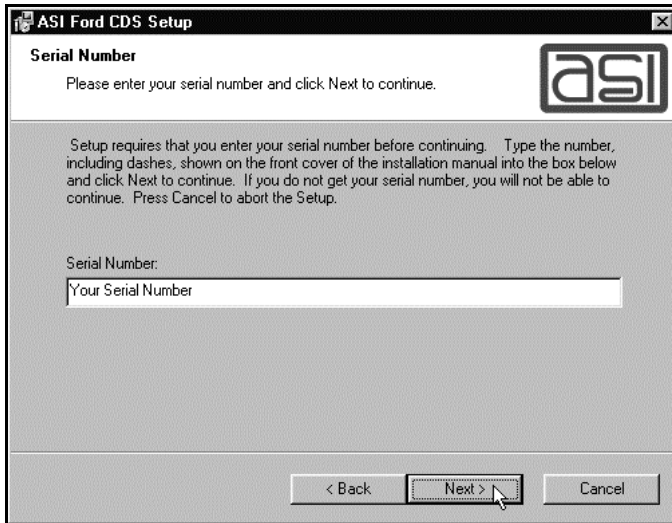 ASI Ford CDS Setup
Serial Number
Please enter your serial number and click Next to continue.
asi
Setup requires that you enter your serial number before continuing. Type the number,
including dashes, shown on the front cover of the installation manual into the box below
and click Next to continue. If you do not get your serial number, you will not be able to
continue. Press Cancel to abort the Setup.
Serial Number:
Your Serial Number
< Back
Next >
Cancel